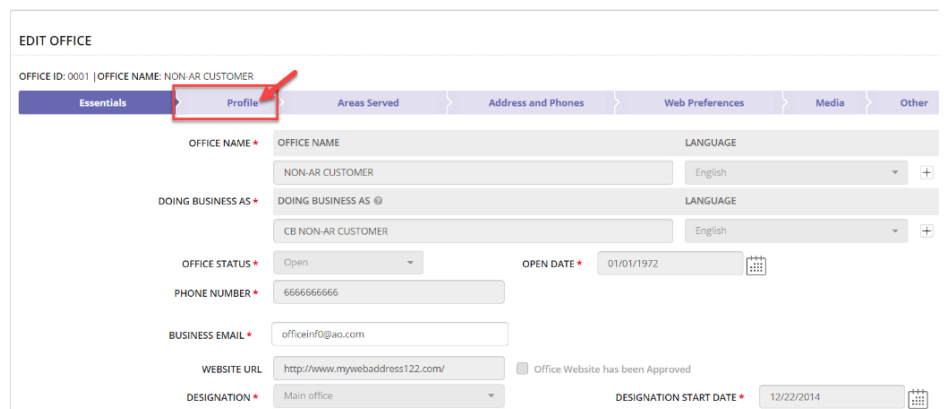 EDIT OFFICE
OFFICE ID: 0001 | OFFICE NAME: NON-AR CUSTOMER
Essentials Profile Areas Served Address and Phones Web Preferences Media Other
OFFICE NAME * OFFICE NAME LANGUAGE
NON-AR CUSTOMER English
DOING BUSINESS AS * DOING BUSINESS AS LANGUAGE
CB NON-AR CUSTOMER English
OFFICE STATUS * Open OPEN DATE * 01/01/1972
PHONE NUMBER * 6666666666
BUSINESS EMAIL * officeinf0@ao.com
WEBSITE URL http://www.mywebaddress122.com/ Office Website has been Approved
DESIGNATION * Main office DESIGNATION START DATE * 12/22/2014